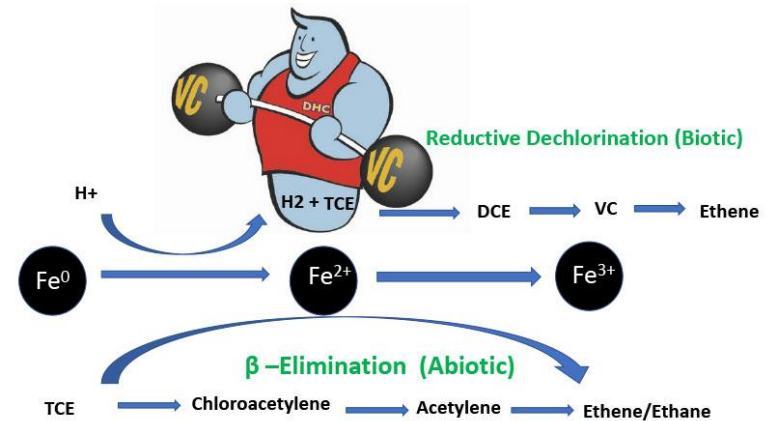 VC
DHC
VC
Reductive Dechlorination (Biotic)
H+
H2 + TCE
DCE
VC
Ethene
Fe⁰
Fe²⁺
Fe³⁺
β –Elimination (Abiotic)
TCE
Chloroacetylene
Acetylene
Ethene/Ethane